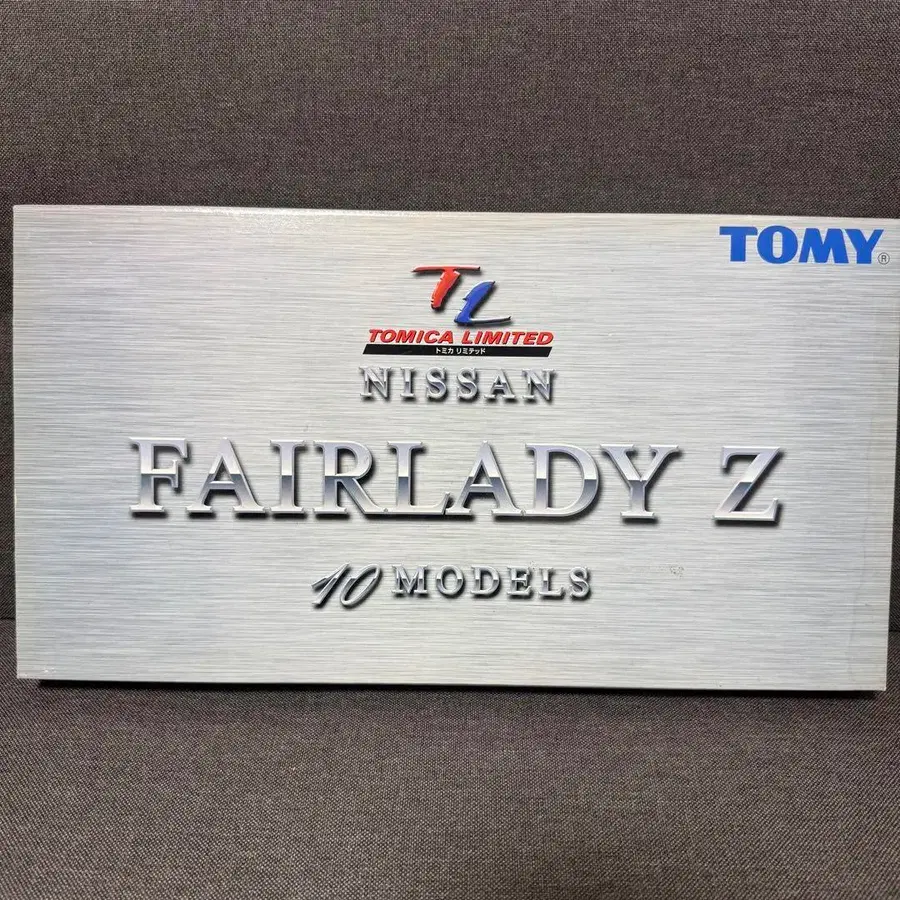 TOMY®
TL
TOMICA LIMITED
トミカ リミテッド
NISSAN
FAIRLADY Z
10 MODELS